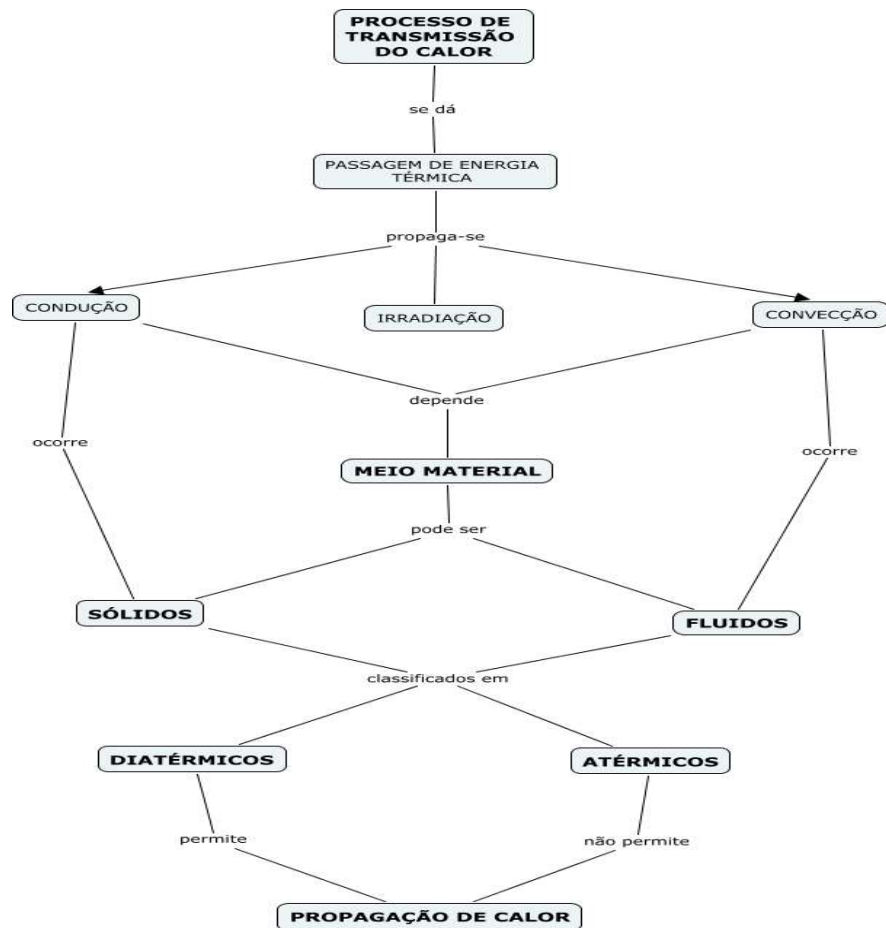 PROCESSO DE
TRANSMISSÃO
DO CALOR
se dá
PASSAGEM DE ENERGIA
TÉRMICA
propaga-se
CONDUÇÃO
IRRADIAÇÃO
CONVECÇÃO
depende
ocorre
ocorre
MEIO MATERIAL
pode ser
SÓLIDOS
FLUIDOS
classificados em
DIATÉRMICOS
ATÉRMICOS
permite
não permite
PROPAGAÇÃO DE CALOR